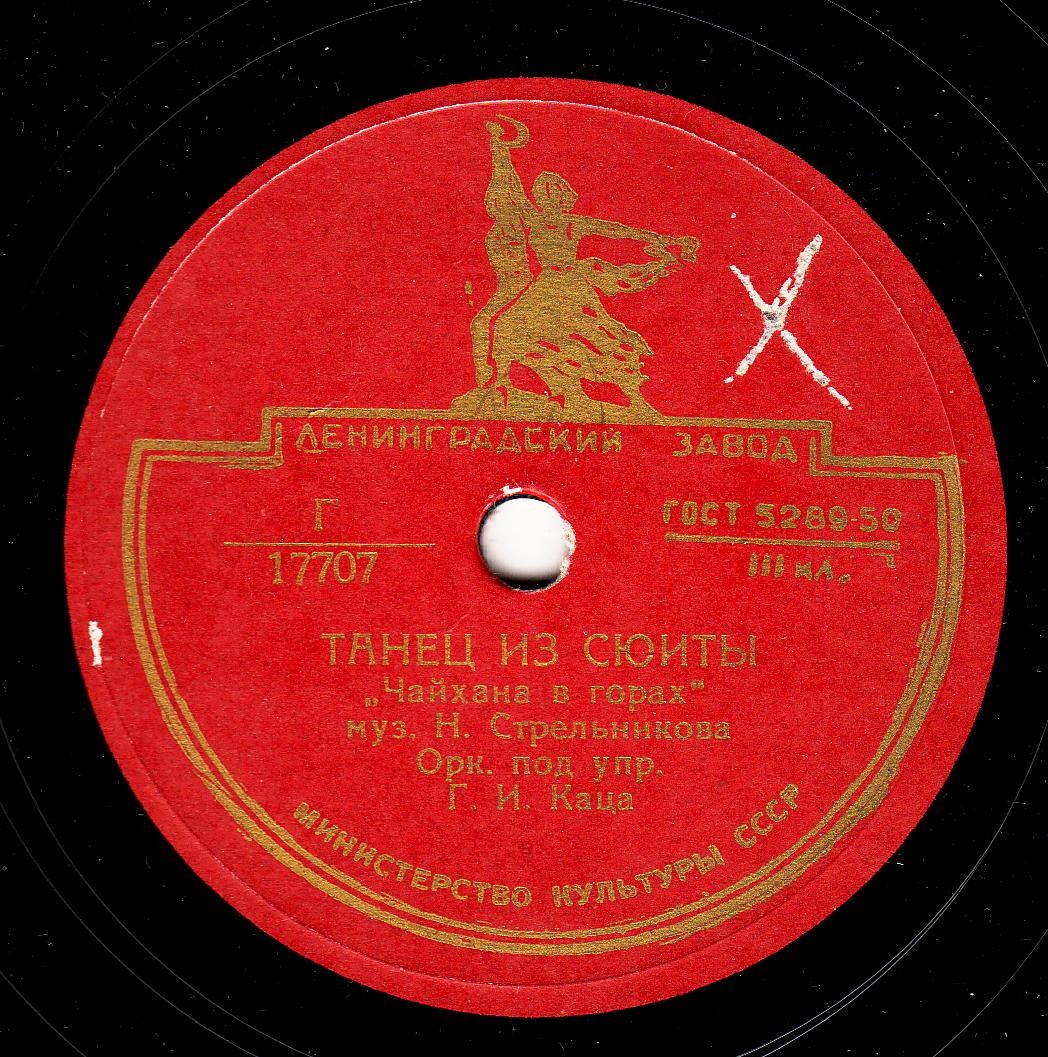 ЛЕНИНГРАДСКИЙ ЗАВОД
Г
17707
ГОСТ 5289-50
III кл.
ТАНЕЦ ИЗ СЮИТЫ
„Чайхана в горах"
муз. Н. Стрельникова
Орк. под упр.
Г. И. Каца
МИНИСТЕРСТВО КУЛЬТУРЫ СССР